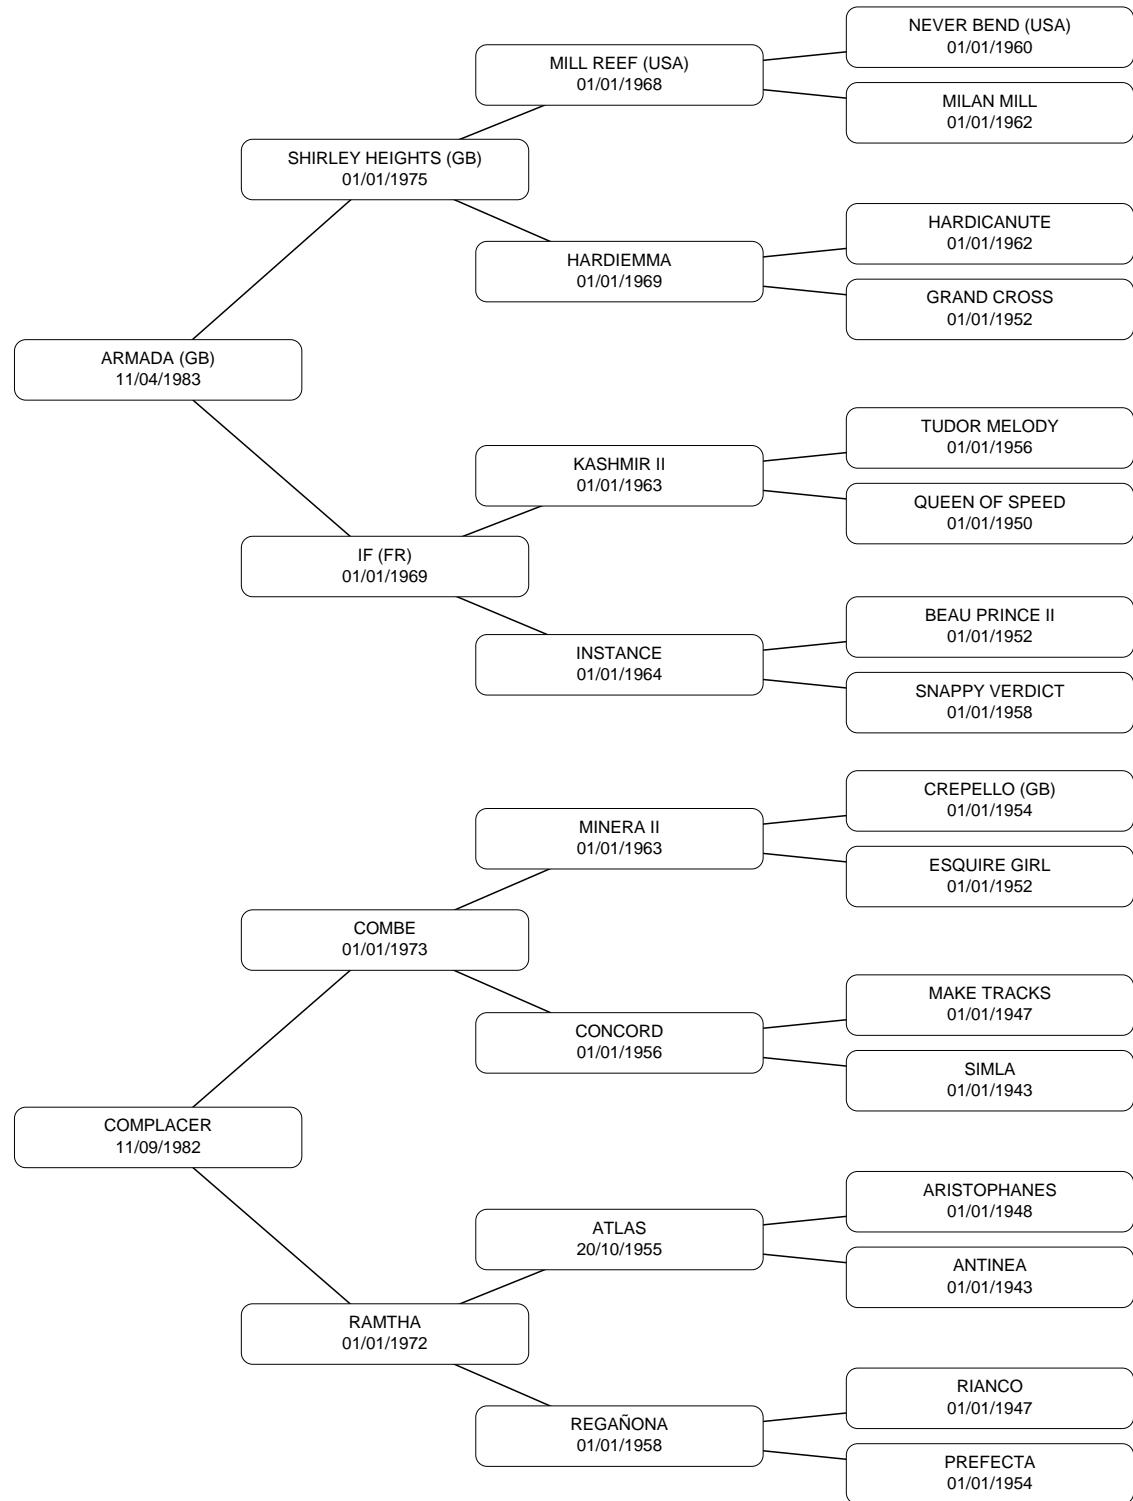 NEVER BEND (USA)
01/01/1960
MILL REEF (USA)
01/01/1968
MILAN MILL
01/01/1962
SHIRLEY HEIGHTS (GB)
01/01/1975
HARDICANUTE
01/01/1962
HARDIEMMA
01/01/1969
GRAND CROSS
01/01/1952
ARMADA (GB)
11/04/1983
TUDOR MELODY
01/01/1956
KASHMIR II
01/01/1963
QUEEN OF SPEED
01/01/1950
IF (FR)
01/01/1969
BEAU PRINCE II
01/01/1952
INSTANCE
01/01/1964
SNAPPY VERDICT
01/01/1958
CREPELLO (GB)
01/01/1954
MINERA II
01/01/1963
ESQUIRE GIRL
01/01/1952
COMBE
01/01/1973
MAKE TRACKS
01/01/1947
CONCORD
01/01/1956
SIMLA
01/01/1943
COMPLACER
11/09/1982
ARISTOPHANES
01/01/1948
ATLAS
20/10/1955
ANTINEA
01/01/1943
RAMTHA
01/01/1972
RIANCO
01/01/1947
REGAÑONA
01/01/1958
PREFECTA
01/01/1954